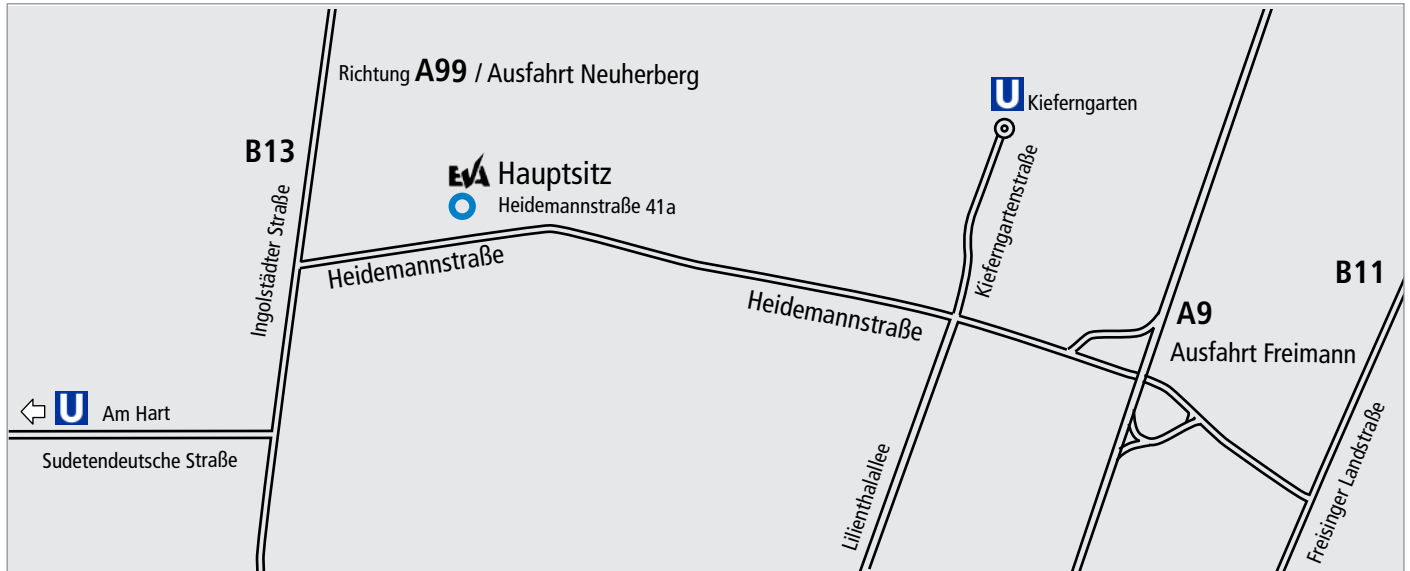 Richtung A99 / Ausfahrt Neuherberg
U Kieferngarten
B13
EVA Hauptsitz
Heidemannstraße 41a
Ingolstädter Straße
Heidemannstraße
Kieferngartenstraße
B11
Heidemannstraße
A9
Ausfahrt Freimann
U Am Hart
Sudetendeutsche Straße
Lilienthalallee
Freisinger Landstraße